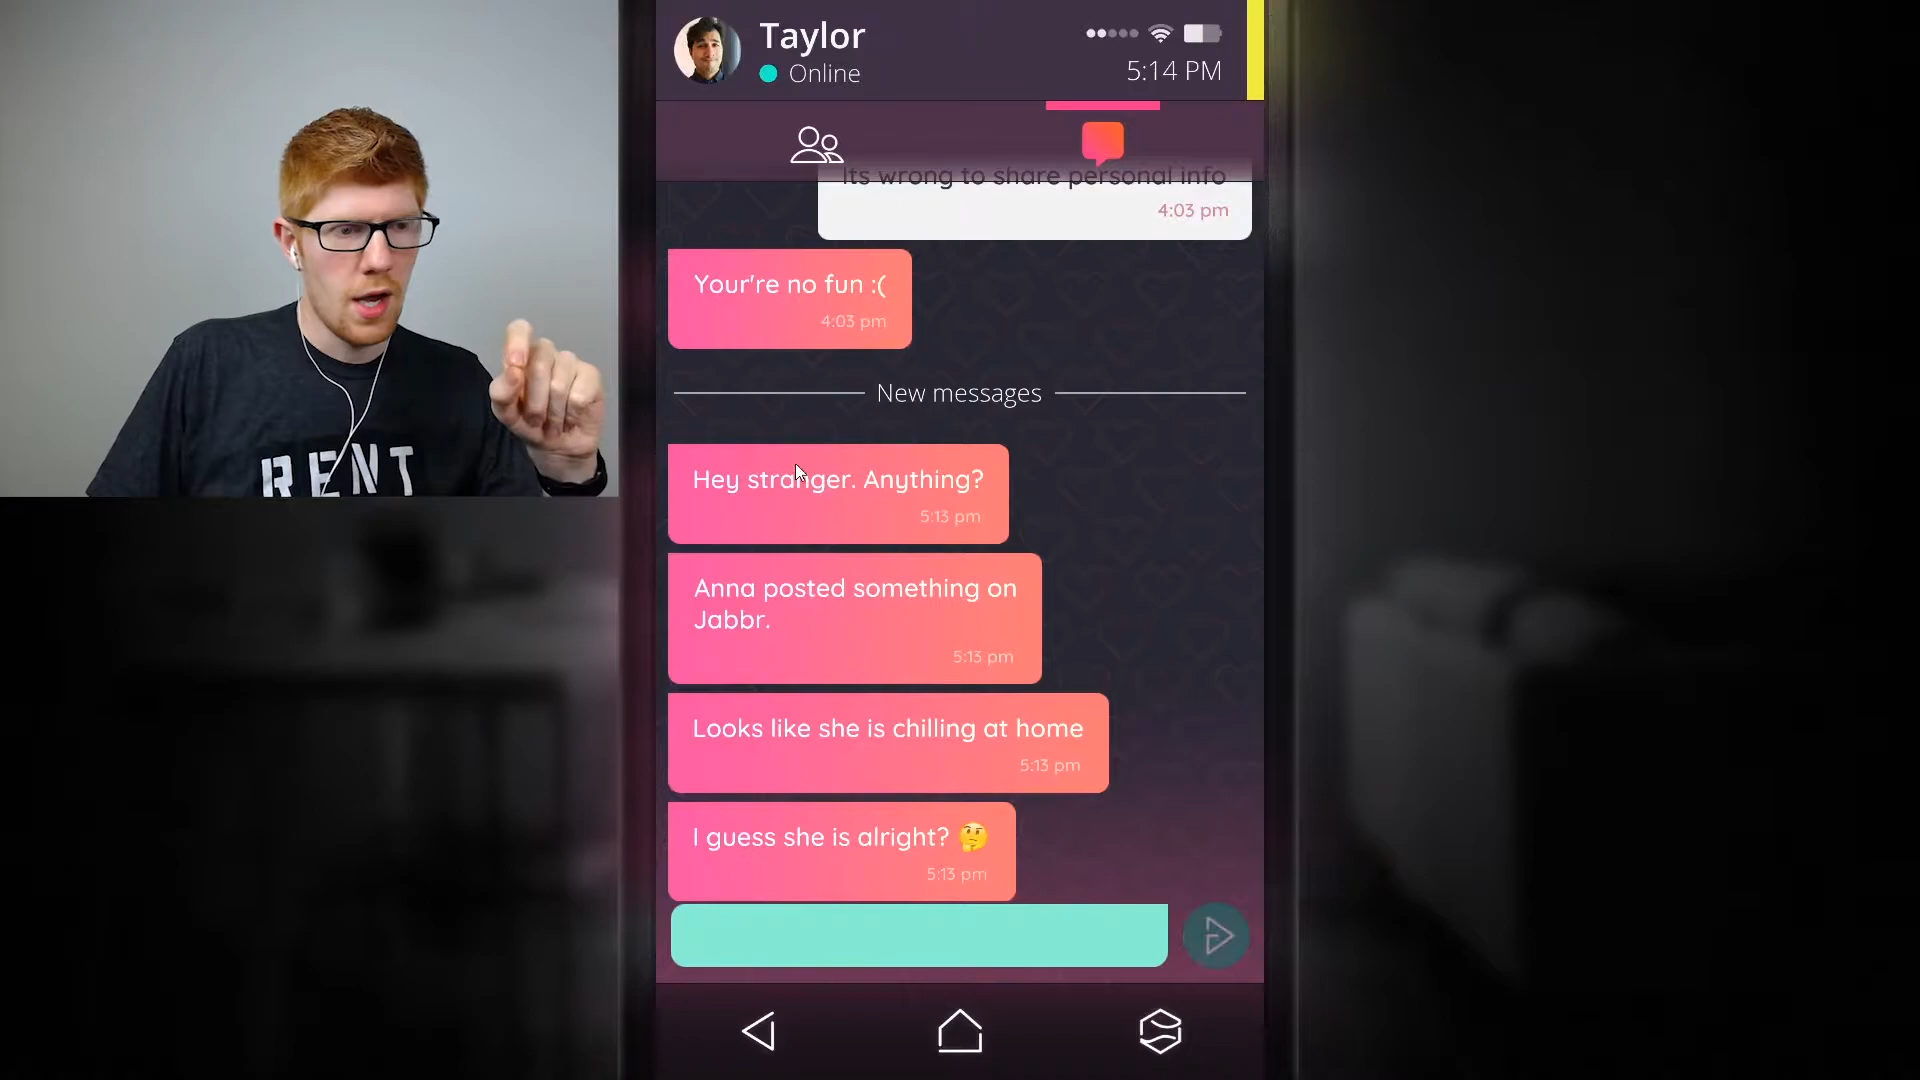 Taylor
Online
5:14 PM
Its wrong to share personal info
4:03 pm
Your're no fun :(
4:03 pm
New messages
Hey stranger. Anything?
5:13 pm
Anna posted something on
Jabbr.
5:13 pm
Looks like she is chilling at home
5:13 pm
I guess she is alright? 🤔
5:13 pm
RENT